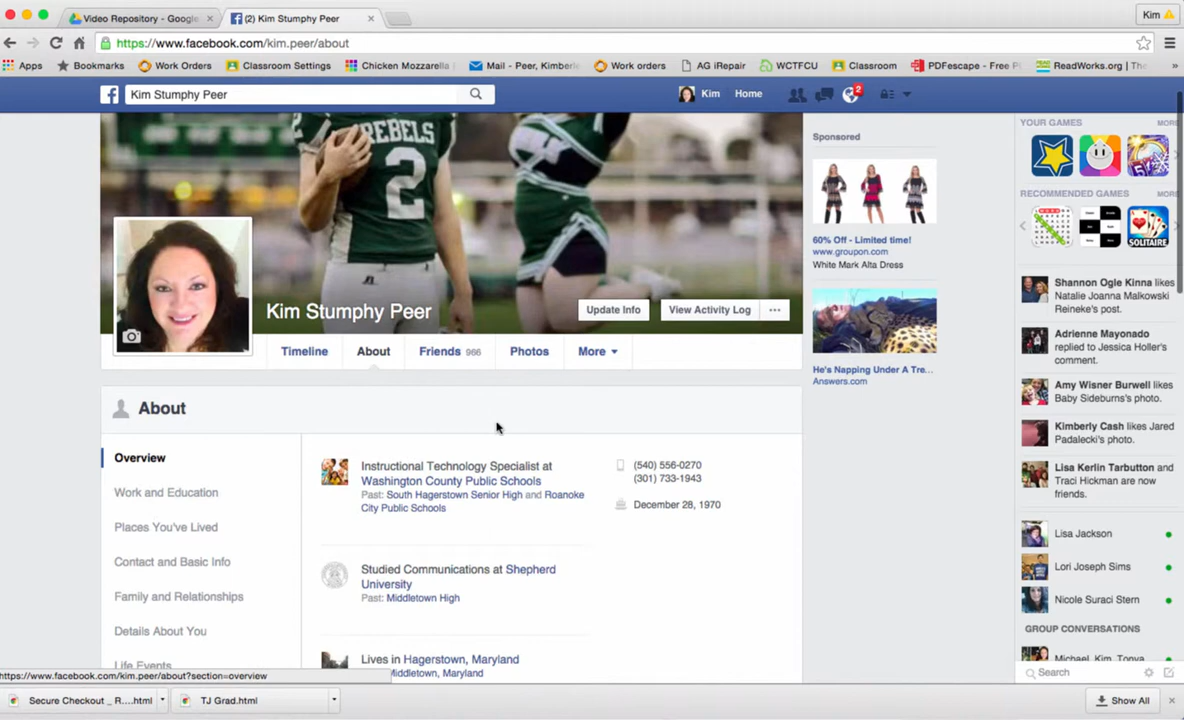 Video Repository - Google
(2) Kim Stumphy Peer
Kim
https://www.facebook.com/kim.peer/about
Apps
Bookmarks
Work Orders
Classroom Settings
Chicken Mozzarella
Mail - Peer, Kimberle
Work orders
AG iRepair
WCTFCU
Classroom
PDFescape - Free P
ReadWorks.org | The
»
Kim Stumphy Peer
Kim
Home
2
REBELS
2
Kim Stumphy Peer
Update Info
View Activity Log
Timeline
About
Friends 966
Photos
More
About
Overview
Work and Education
Places You've Lived
Contact and Basic Info
Family and Relationships
Details About You
Life Events
Instructional Technology Specialist at
Washington County Public Schools
Past: South Hagerstown Senior High and Roanoke
City Public Schools
Studied Communications at Shepherd
University
Past: Middletown High
Lives in Hagerstown, Maryland
Middletown, Maryland
(540) 556-0270
(301) 733-1943
December 28, 1970
Sponsored
60% Off - Limited time!
www.groupon.com
White Mark Alta Dress
He's Napping Under A Tre...
Answers.com
YOUR GAMES
MORE
RECOMMENDED GAMES
MORE
SOLITAIRE
Shannon Ogle Kinna likes
Natalie Joanna Malkowski
Reineke's post.
Adrienne Mayonado
replied to Jessica Holler's
comment.
Amy Wisner Burwell likes
Baby Sideburns's photo.
Kimberly Cash likes Jared
Padalecki's photo.
Lisa Kerlin Tarbutton and
Traci Hickman are now
friends.
Lisa Jackson
Lori Joseph Sims
Nicole Suraci Stern
GROUP CONVERSATIONS
Michael, Kim, Tonya
Search
https://www.facebook.com/kim.peer/about?section=overview
Secure Checkout _ R....html
TJ Grad.html
Show All